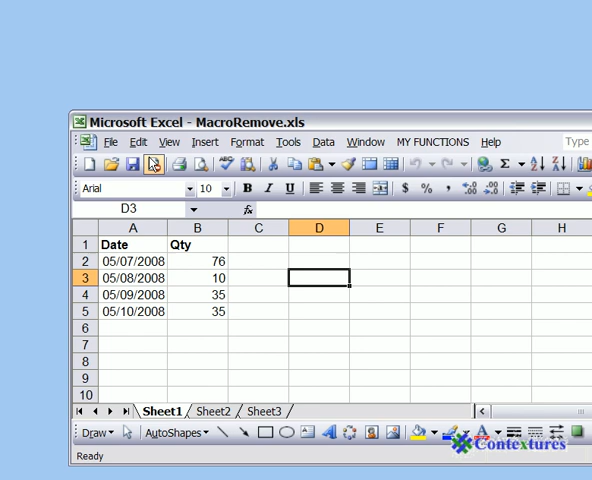 Microsoft Excel - MacroRemove.xls
File Edit View Insert Format Tools Data Window MY FUNCTIONS Help Type
Arial 10 B I U $ % ,
D3 fx
A B C D E F G H
1 Date Qty
2 05/07/2008 76
3 05/08/2008 10
4 05/09/2008 35
5 05/10/2008 35
6
7
8
9
10
Sheet1 Sheet2 Sheet3
Draw AutoShapes
Contextures
Ready